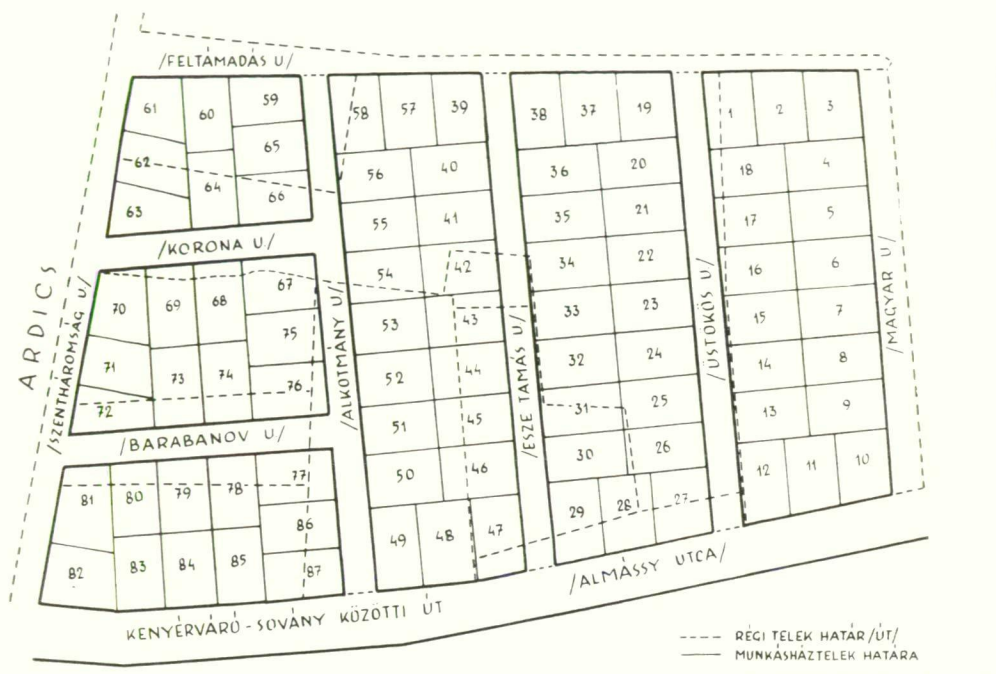 /FELTÁMADÁS U/
61 60 59
65
62
64
66
63
58 57 39
56 40
55 41
54 42
53 43
52 44
51 45
50 46
49 48 47
38 37 19
36 20
35 21
34 22
33 23
32 24
31 25
30 26
29 28 27
1 2 3
18 4
17 5
16 6
15 7
14 8
13 9
12 11 10
/KORONA U/
70 69 68 67
75
71 73 74 76
72
/BARABANOV U/
81 80 79 78 77
86
82 83 84 85 87
ARDICS
/SZENTHÁROMSÁG U/
/ALKOTMÁNY U/
/ESZE TAMÁS U/
/ÜSTÖKÖS U/
/MAGYAR U/
/ALMÁSSY UTCA/
KENYÉRVÁRÓ-SOVÁNY KÖZÖTTI ÚT
RÉGI TELEK HATÁR /ÚT/
MUNKÁSHÁZTELEK HATÁRA